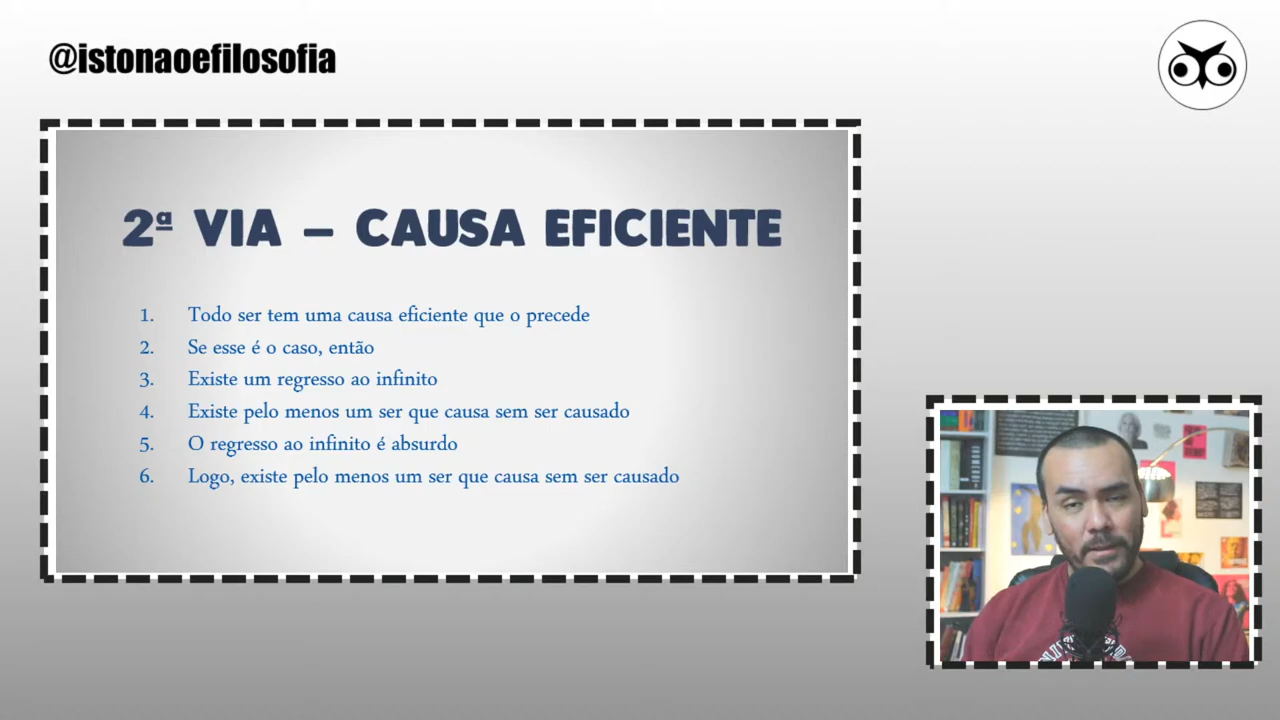 @istonaoefilosofia
2ª VIA – CAUSA EFICIENTE
1. Todo ser tem uma causa eficiente que o precede
2. Se esse é o caso, então
3. Existe um regresso ao infinito
4. Existe pelo menos um ser que causa sem ser causado
5. O regresso ao infinito é absurdo
6. Logo, existe pelo menos um ser que causa sem ser causado